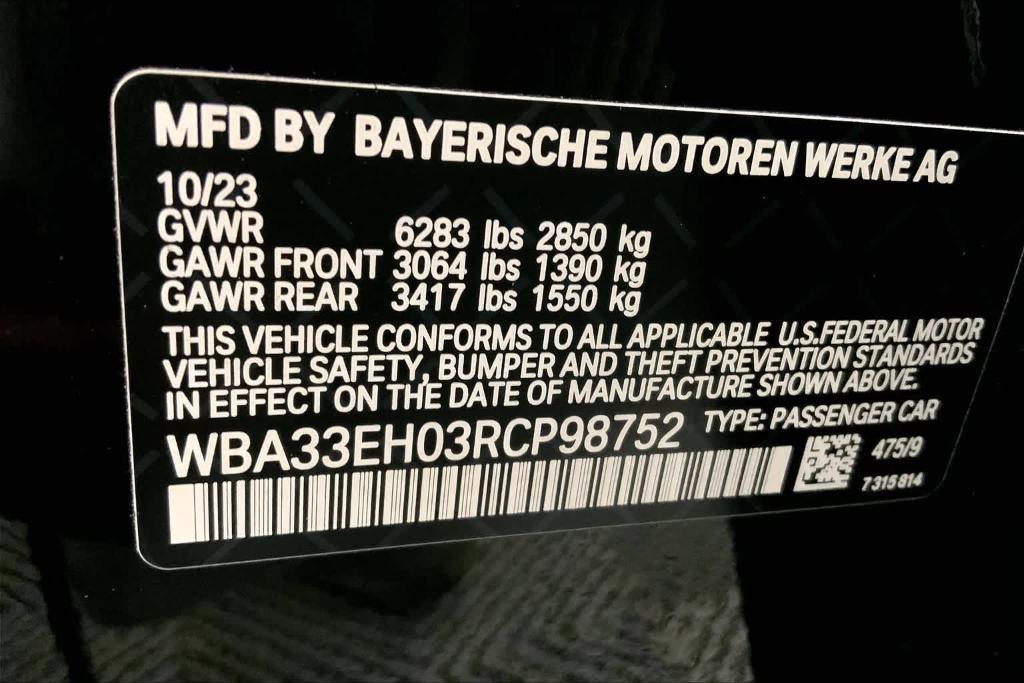 MFD BY BAYERISCHE MOTOREN WERKE AG
10/23
GVWR 6283 lbs 2850 kg
GAWR FRONT 3064 lbs 1390 kg
GAWR REAR 3417 lbs 1550 kg
THIS VEHICLE CONFORMS TO ALL APPLICABLE U.S.FEDERAL MOTOR
VEHICLE SAFETY, BUMPER AND THEFT PREVENTION STANDARDS
IN EFFECT ON THE DATE OF MANUFACTURE SHOWN ABOVE.
WBA33EH03RCP98752 TYPE: PASSENGER CAR
475/9
7315814